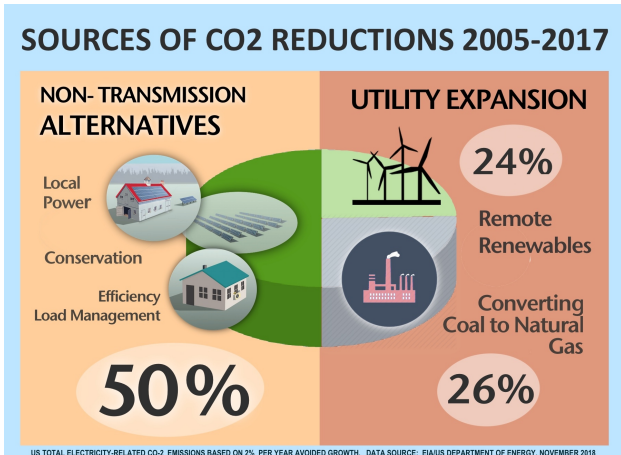 SOURCES OF CO2 REDUCTIONS 2005-2017
NON- TRANSMISSION
ALTERNATIVES
Local
Power
Conservation
Efficiency
Load Management
50%
UTILITY EXPANSION
24%
Remote
Renewables
Converting
Coal to Natural
Gas
26%
US TOTAL ELECTRICITY-RELATED CO-2 EMISSIONS BASED ON 2% PER YEAR AVOIDED GROWTH. DATA SOURCE: EIA/US DEPARTMENT OF ENERGY, NOVEMBER 2018